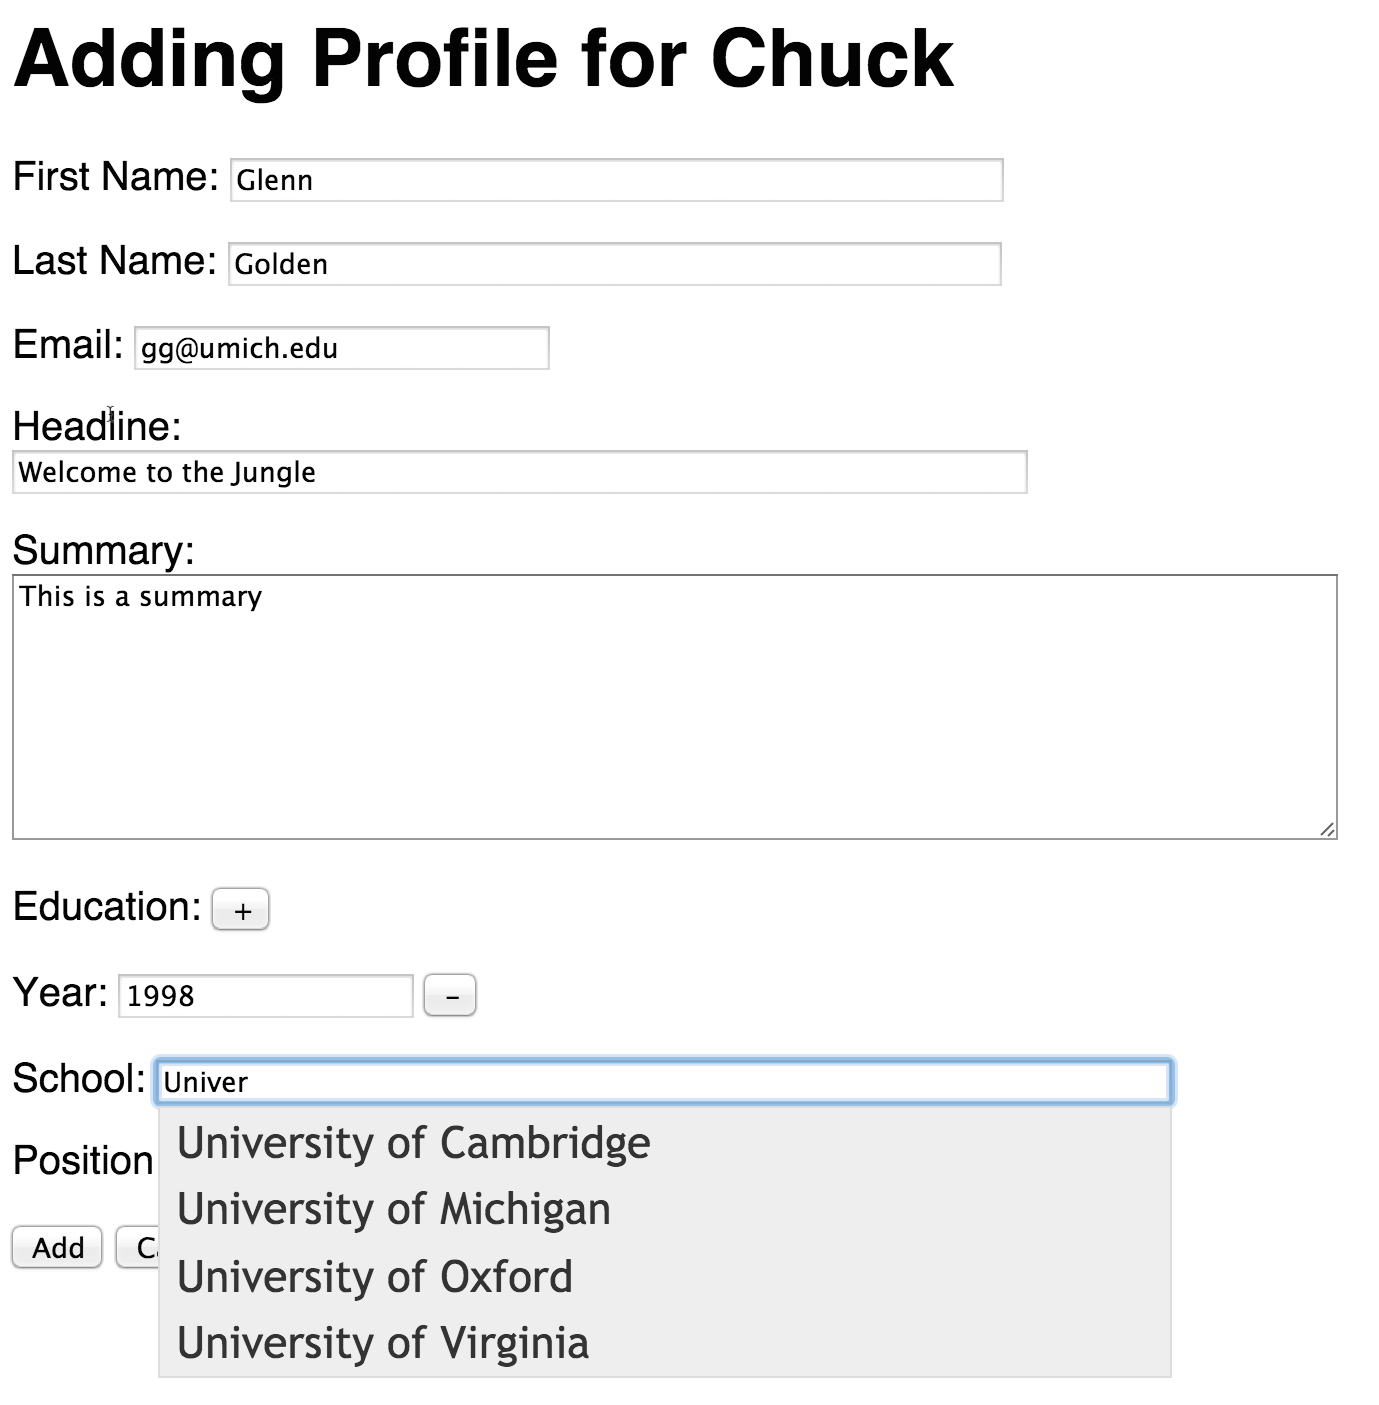 Adding Profile for Chuck
First Name: Glenn
Last Name: Golden
Email: gg@umich.edu
Headline:
Welcome to the Jungle
Summary:
This is a summary
Education: +
Year: 1998 -
School: Univer
University of Cambridge
Position
University of Michigan
Add
University of Oxford
University of Virginia